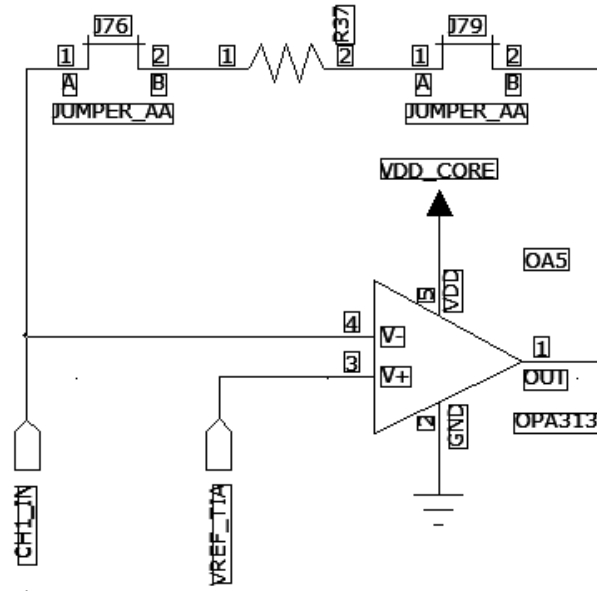 J76
R37
J79
1 2 1 2 1 2
A B A B
JUMPER_AA JUMPER_AA
VDD_CORE
OA5
5 VDD
4 V-
3 V+
1
OUT
2 GND
OPA313
CH1_IN
VREF_TIA